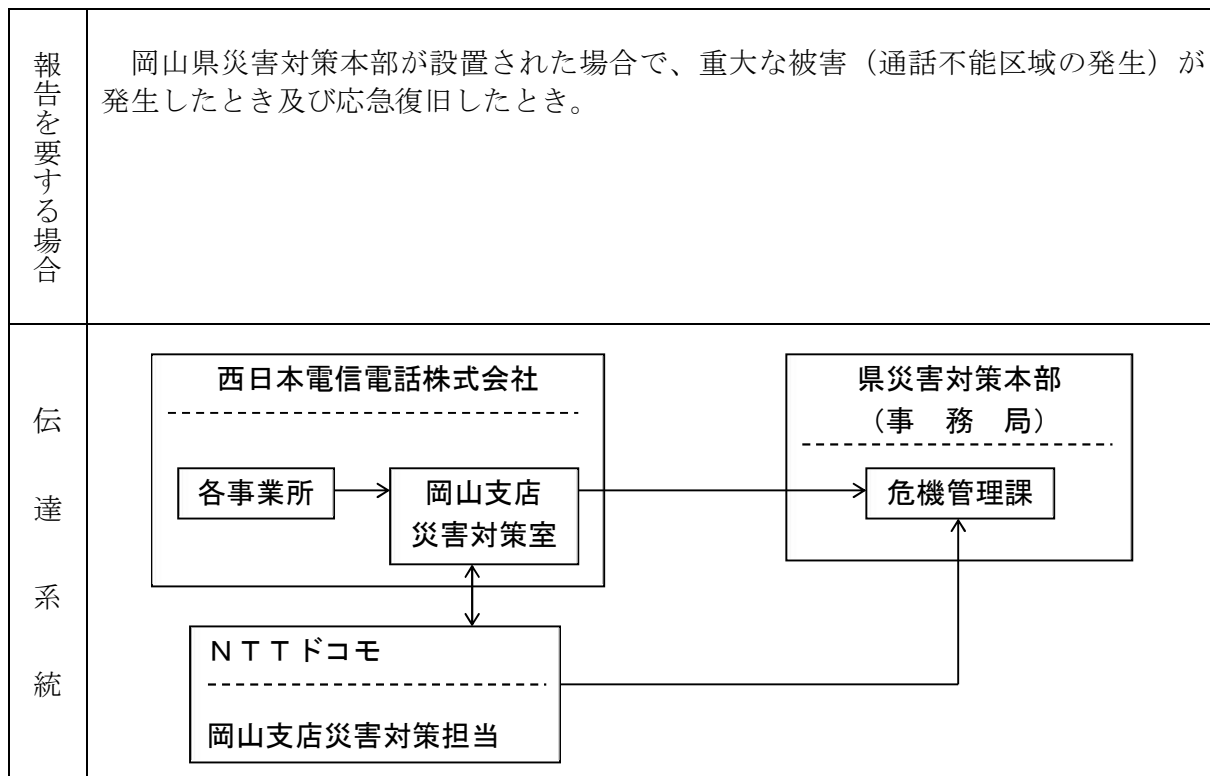 報告を要する場合
岡山県災害対策本部が設置された場合で、重大な被害（通話不能区域の発生）が
発生したとき及び応急復旧したとき。
伝達系統
西日本電信電話株式会社
各事業所
岡山支店
災害対策室
県災害対策本部
（事　務　局）
危機管理課
ＮＴＴドコモ
岡山支店災害対策担当